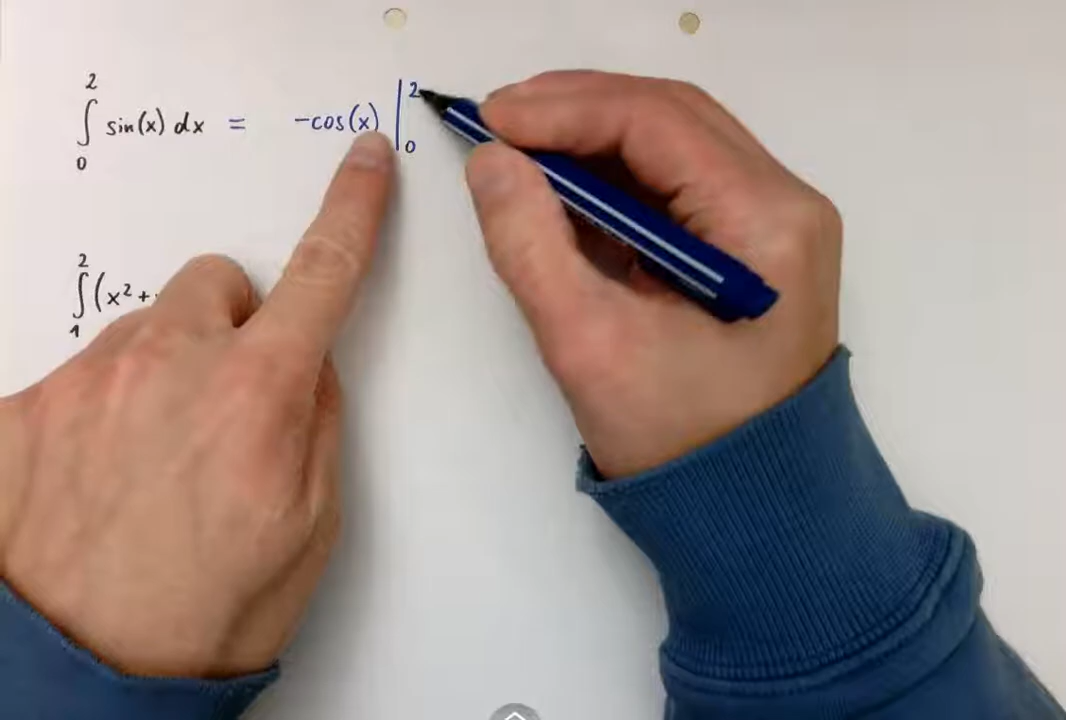 ∫₀² sin(x) dx = -cos(x) |₀²
∫₁² (x² +